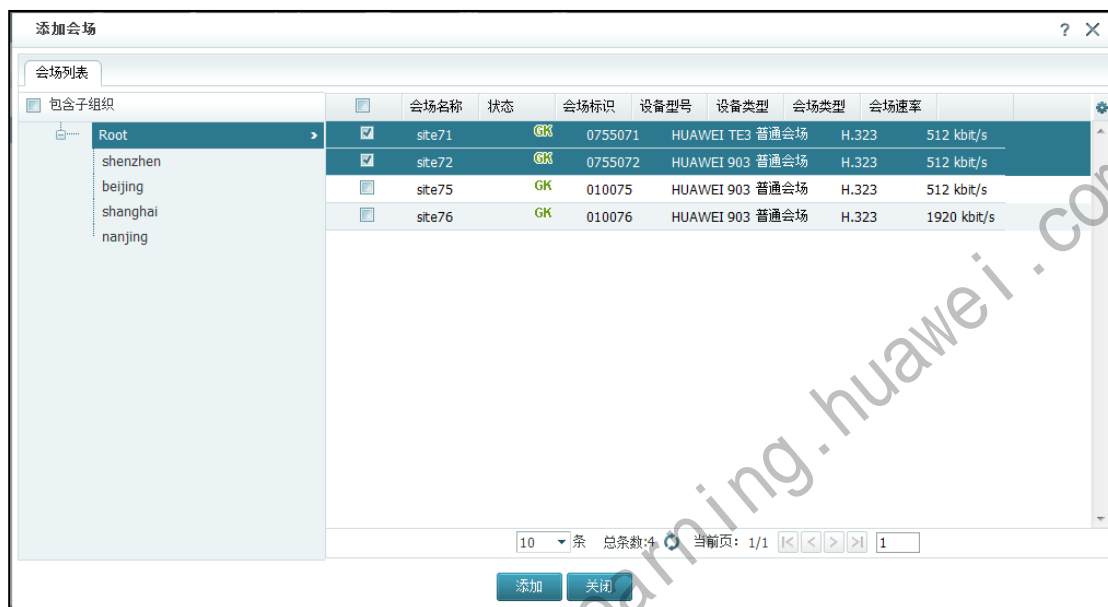 添加会场 ?
会场列表
包含子组织
会场名称 状态 会场标识 设备型号 设备类型 会场类型 会场速率
Root
site71 GK 0755071 HUAWEI TE3 普通会场 H.323 512 kbit/s
shenzhen
site72 GK 0755072 HUAWEI 903 普通会场 H.323 512 kbit/s
beijing
site75 GK 010075 HUAWEI 903 普通会场 H.323 512 kbit/s
shanghai
site76 GK 010076 HUAWEI 903 普通会场 H.323 1920 kbit/s
nanjing
10 条 总条数:4 当前页: 1/1 1
添加 关闭
arning.huawei.com